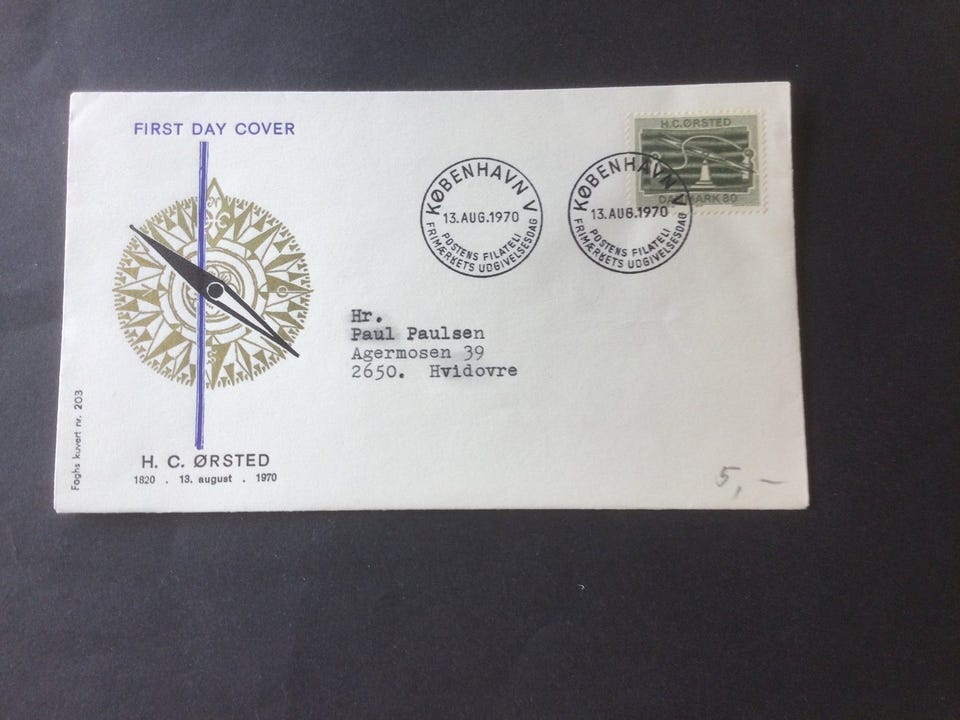 FIRST DAY COVER
H.C.ØRSTED
DANMARK 80
KØBENHAVN V
13.AUG.1970
POSTENS FILATELI
FRIMÆRKETS UDGIVELSESDAG
KØBENHAVN V
13.AUG.1970
POSTENS FILATELI
FRIMÆRKETS UDGIVELSESDAG
Hr.
Paul Paulsen
Agermosen 39
2650. Hvidovre
Foghs kuvert nr. 203
H. C. ØRSTED
1820 . 13. august . 1970
5,—